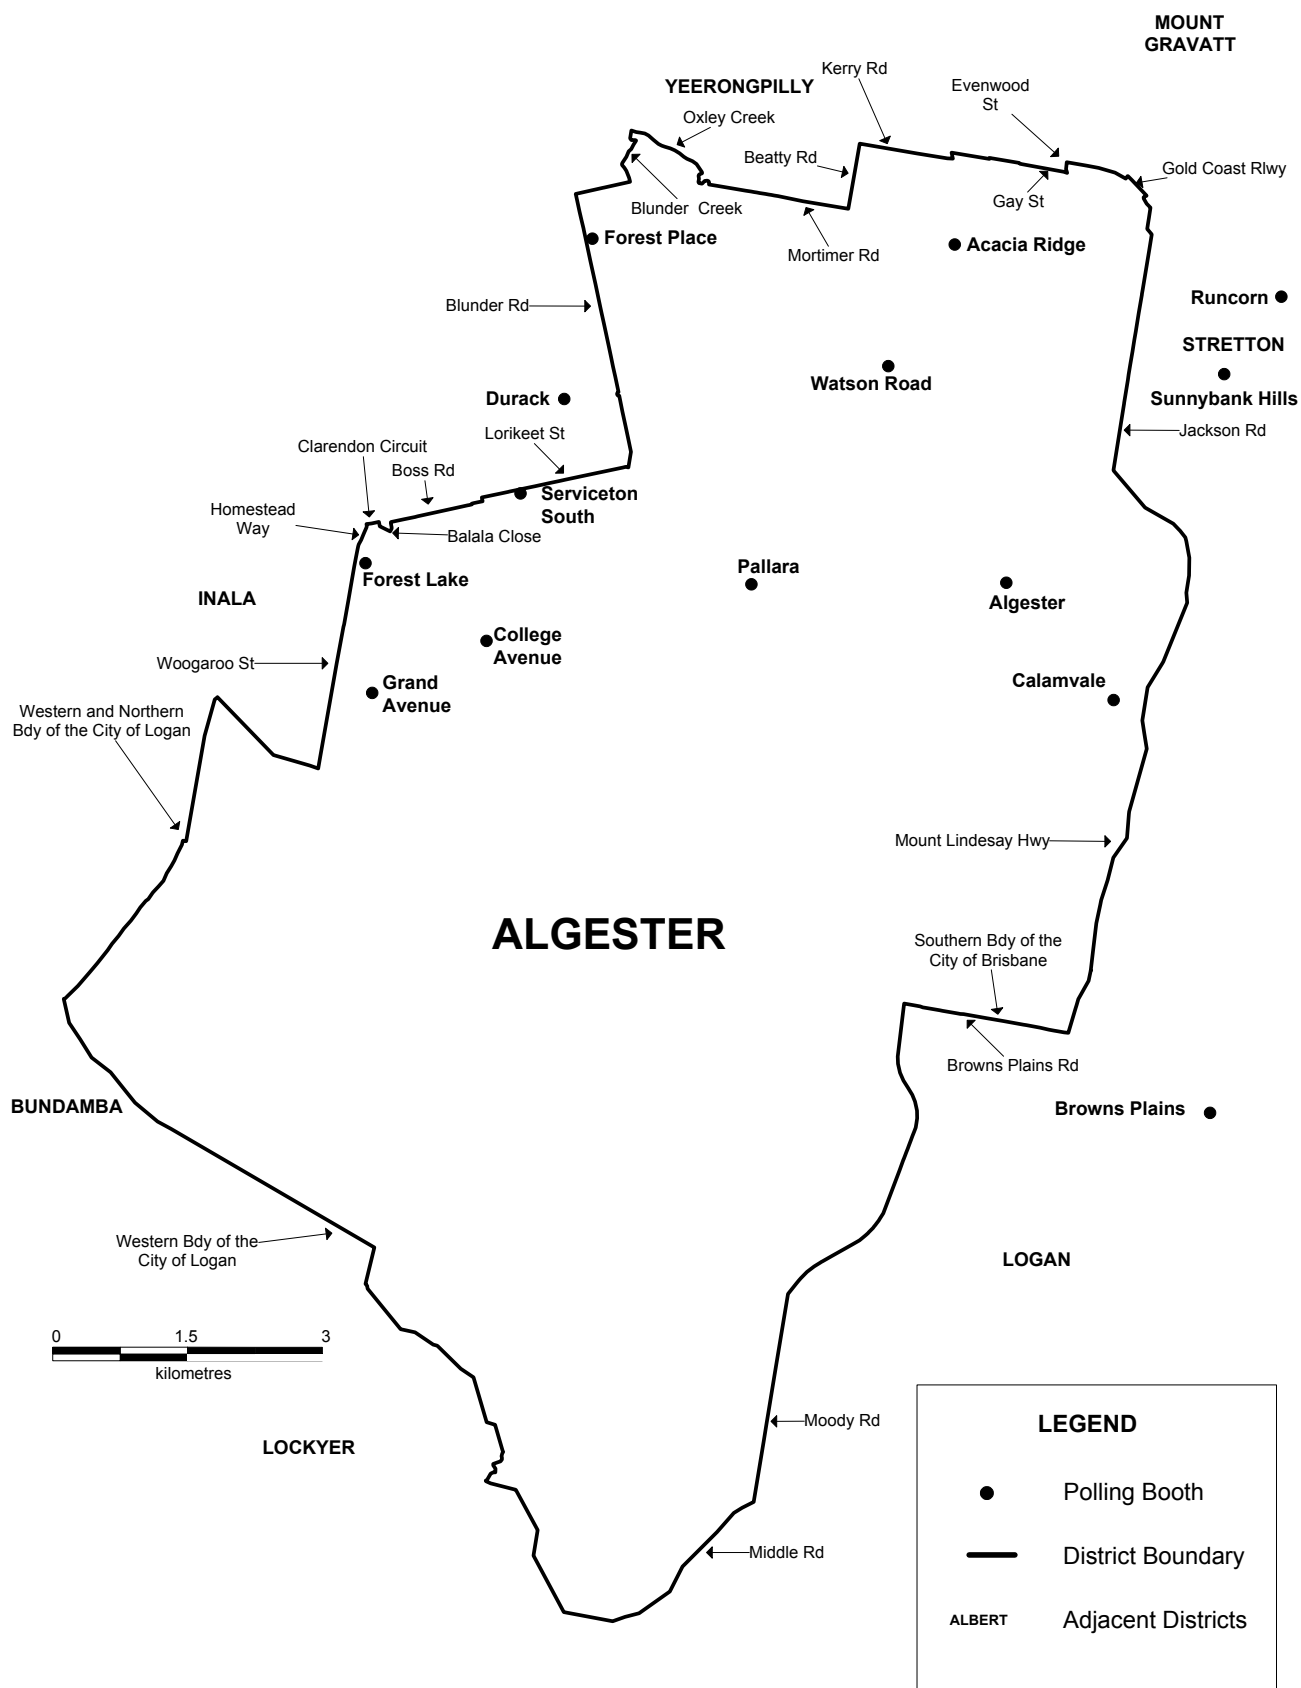 MOUNT
GRAVATT
Kerry Rd
YEERONGPILLY
Evenwood
St
Oxley Creek
Beatty Rd
Gold Coast Rlwy
Gay St
Blunder Creek
Forest Place
Acacia Ridge
Mortimer Rd
Runcorn
Blunder Rd
STRETTON
Watson Road
Sunnybank Hills
Durack
Jackson Rd
Lorikeet St
Clarendon Circuit
Boss Rd
Serviceton
South
Homestead
Way
Balala Close
Forest Lake
Pallara
INALA
Algester
College
Avenue
Woogaroo St
Grand
Avenue
Calamvale
Western and Northern
Bdy of the City of Logan
Mount Lindesay Hwy
ALGESTER
Southern Bdy of the
City of Brisbane
Browns Plains Rd
BUNDAMBA
Browns Plains
Western Bdy of the
City of Logan
LOGAN
0 1.5 3
kilometres
Moody Rd
LOCKYER
Middle Rd
LEGEND
Polling Booth
District Boundary
ALBERT Adjacent Districts